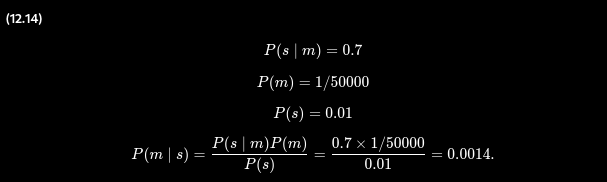 (12.14)
P(s | m) = 0.7
P(m) = 1/50000
P(s) = 0.01
P(m | s) = P(s | m)P(m) / P(s) = 0.7 × 1/50000 / 0.01 = 0.0014.